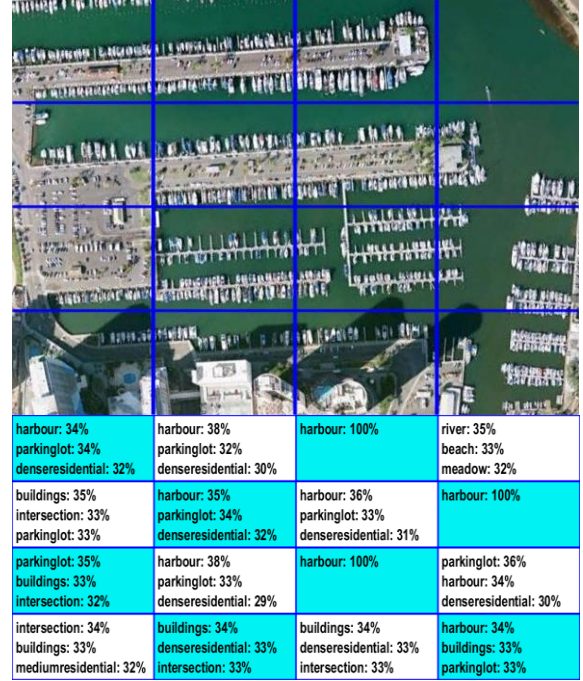 harbour: 34%
parkinglot: 34%
denseresidential: 32%
harbour: 38%
parkinglot: 32%
denseresidential: 30%
harbour: 100%
river: 35%
beach: 33%
meadow: 32%
buildings: 35%
intersection: 33%
parkinglot: 33%
harbour: 35%
parkinglot: 34%
denseresidential: 32%
harbour: 36%
parkinglot: 33%
denseresidential: 31%
harbour: 100%
parkinglot: 35%
buildings: 33%
intersection: 32%
harbour: 38%
parkinglot: 33%
denseresidential: 29%
harbour: 100%
parkinglot: 36%
harbour: 34%
denseresidential: 30%
intersection: 34%
buildings: 33%
mediumresidential: 32%
buildings: 34%
denseresidential: 33%
intersection: 33%
buildings: 34%
denseresidential: 33%
intersection: 33%
harbour: 34%
buildings: 33%
parkinglot: 33%